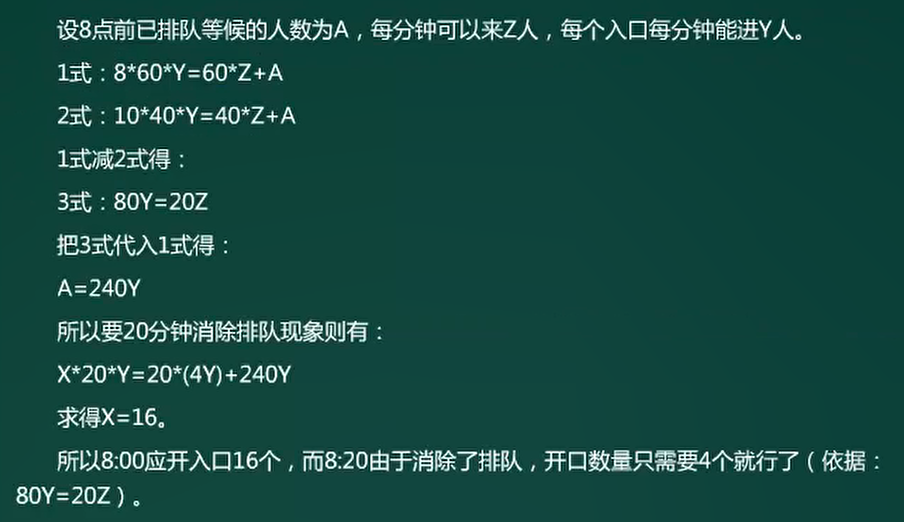 设8点前已排队等候的人数为A，每分钟可以来Z人，每个入口每分钟能进Y人。
1式：8*60*Y=60*Z+A
2式：10*40*Y=40*Z+A
1式减2式得：
3式：80Y=20Z
把3式代入1式得：
A=240Y
所以要20分钟消除排队现象则有：
X*20*Y=20*(4Y)+240Y
求得X=16。
所以8:00应开入口16个，而8:20由于消除了排队，开口数量只需要4个就行了（依据：
80Y=20Z）。